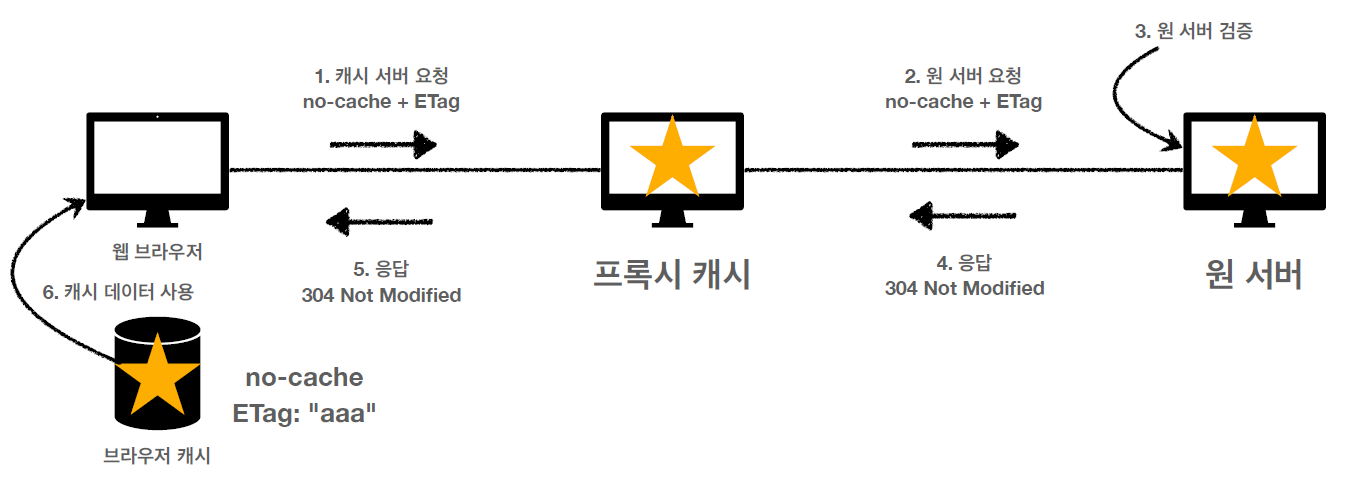 3. 원 서버 검증
1. 캐시 서버 요청
no-cache + ETag
2. 원 서버 요청
no-cache + ETag
웹 브라우저
프록시 캐시
원 서버
5. 응답
304 Not Modified
4. 응답
304 Not Modified
6. 캐시 데이터 사용
no-cache
ETag: "aaa"
브라우저 캐시